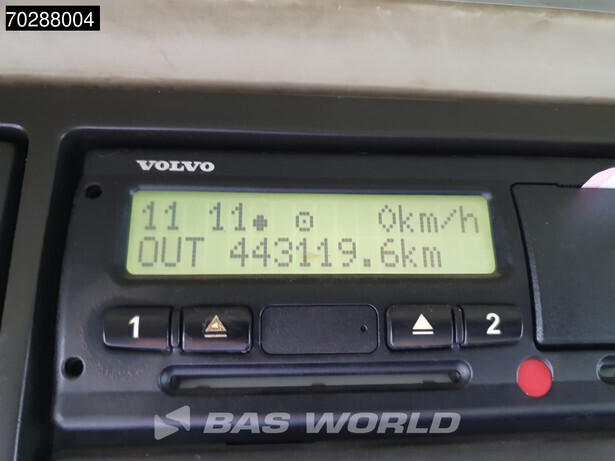 70288004
VOLVO
11 11 0km/h
OUT 443119.6km
1 2
BAS WORLD